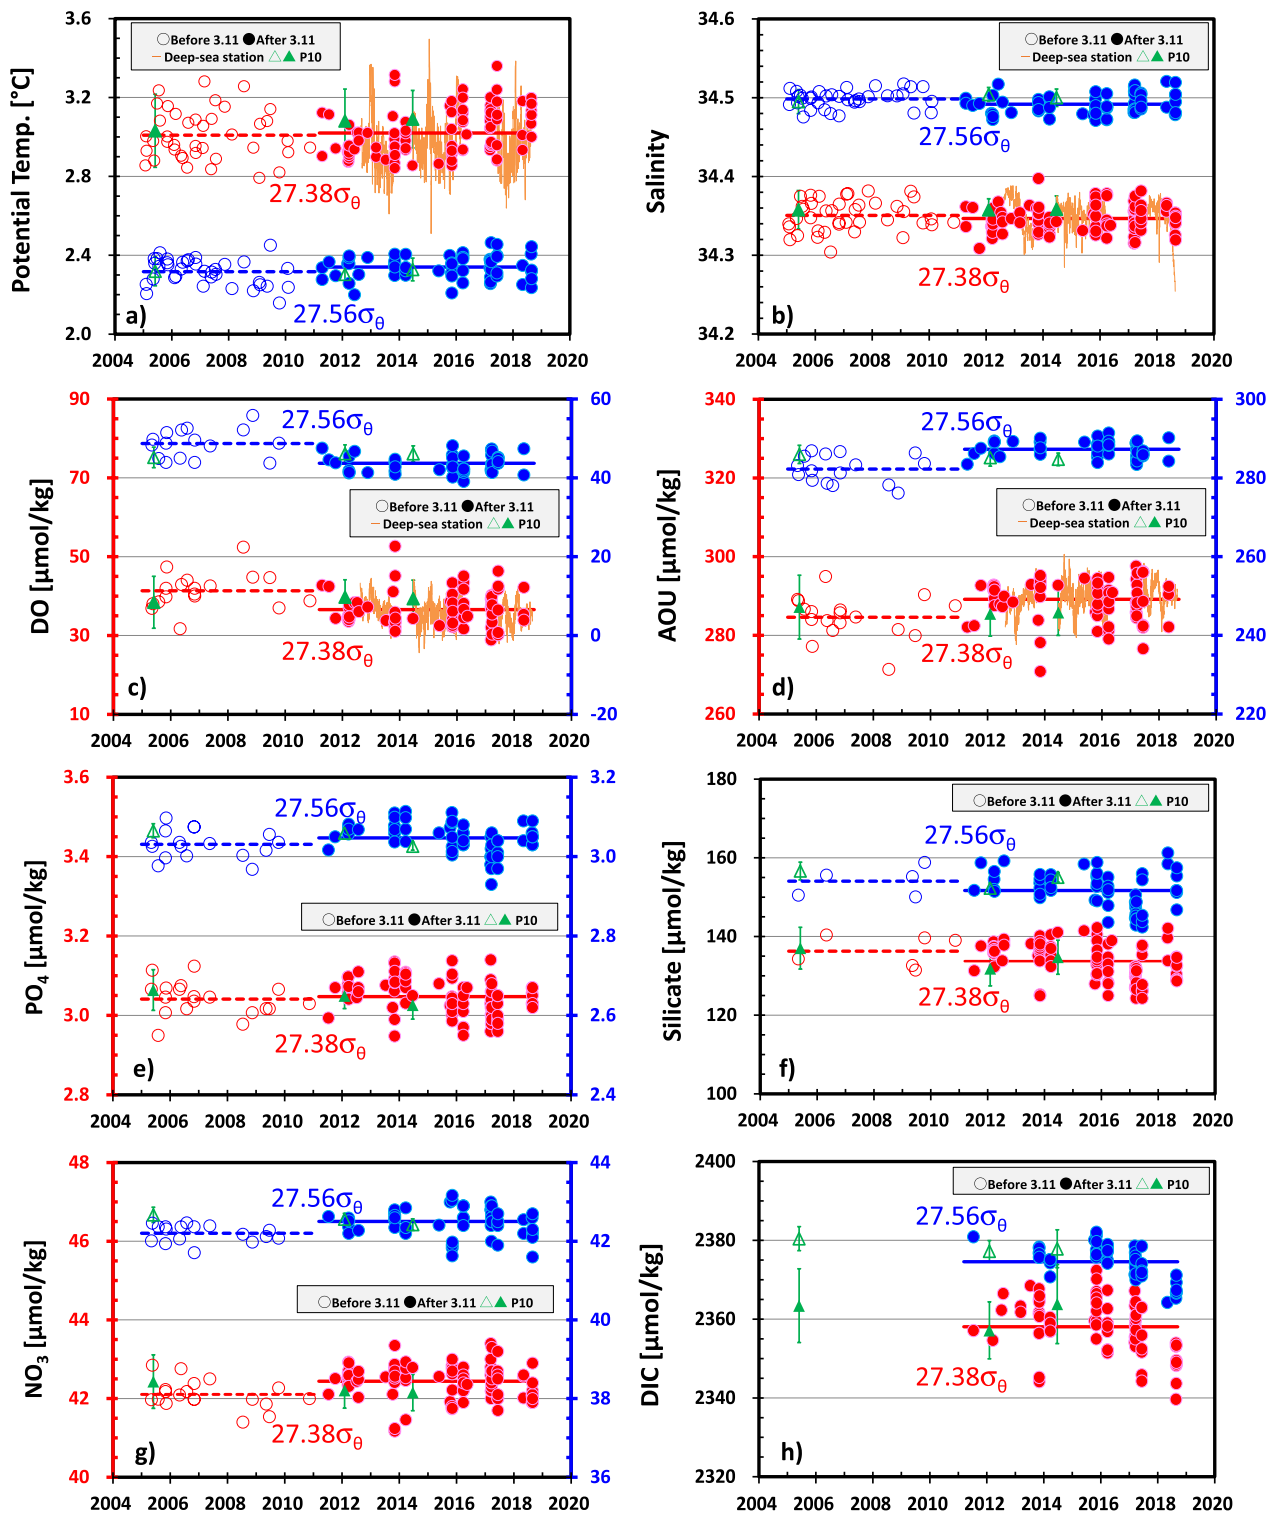 3.6
3.2
2.8
2.4
2.0
Potential Temp. [°C]
Before 3.11 After 3.11
Deep-sea station P10
27.38σθ
27.56σθ
a)
2004 2006 2008 2010 2012 2014 2016 2018 2020
34.6
34.5
34.4
34.3
34.2
Salinity
Before 3.11 After 3.11
Deep-sea station P10
27.56σθ
27.38σθ
b)
2004 2006 2008 2010 2012 2014 2016 2018 2020
90
70
50
30
10
DO [μmol/kg]
60
40
20
0
-20
27.56σθ
Before 3.11 After 3.11
Deep-sea station P10
27.38σθ
c)
2004 2006 2008 2010 2012 2014 2016 2018 2020
340
320
300
280
260
AOU [μmol/kg]
300
280
260
240
220
27.56σθ
Before 3.11 After 3.11
Deep-sea station P10
27.38σθ
d)
2004 2006 2008 2010 2012 2014 2016 2018 2020
3.6
3.4
3.2
3.0
2.8
PO4 [μmol/kg]
3.2
3.0
2.8
2.6
2.4
27.56σθ
Before 3.11 After 3.11 P10
27.38σθ
e)
2004 2006 2008 2010 2012 2014 2016 2018 2020
180
160
140
120
100
Silicate [μmol/kg]
Before 3.11 After 3.11 P10
27.56σθ
27.38σθ
f)
2004 2006 2008 2010 2012 2014 2016 2018 2020
48
46
44
42
40
NO3 [μmol/kg]
44
42
40
38
36
27.56σθ
Before 3.11 After 3.11 P10
27.38σθ
g)
2004 2006 2008 2010 2012 2014 2016 2018 2020
2400
2380
2360
2340
2320
DIC [μmol/kg]
Before 3.11 After 3.11 P10
27.56σθ
27.38σθ
h)
2004 2006 2008 2010 2012 2014 2016 2018 2020